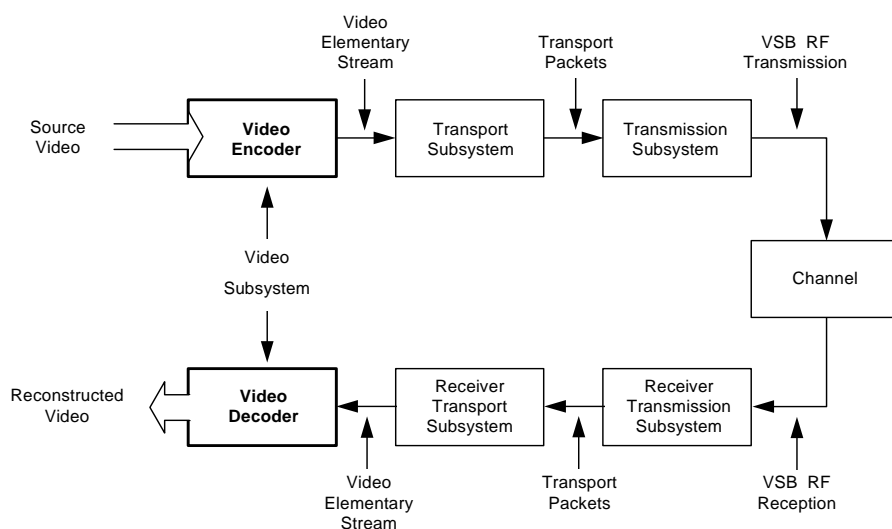 Video
Elementary
Stream
Transport
Packets
VSB RF
Transmission
Source
Video
Video
Encoder
Transport
Subsystem
Transmission
Subsystem
Video
Subsystem
Channel
Reconstructed
Video
Video
Decoder
Receiver
Transport
Subsystem
Receiver
Transmission
Subsystem
Video
Elementary
Stream
Transport
Packets
VSB RF
Reception